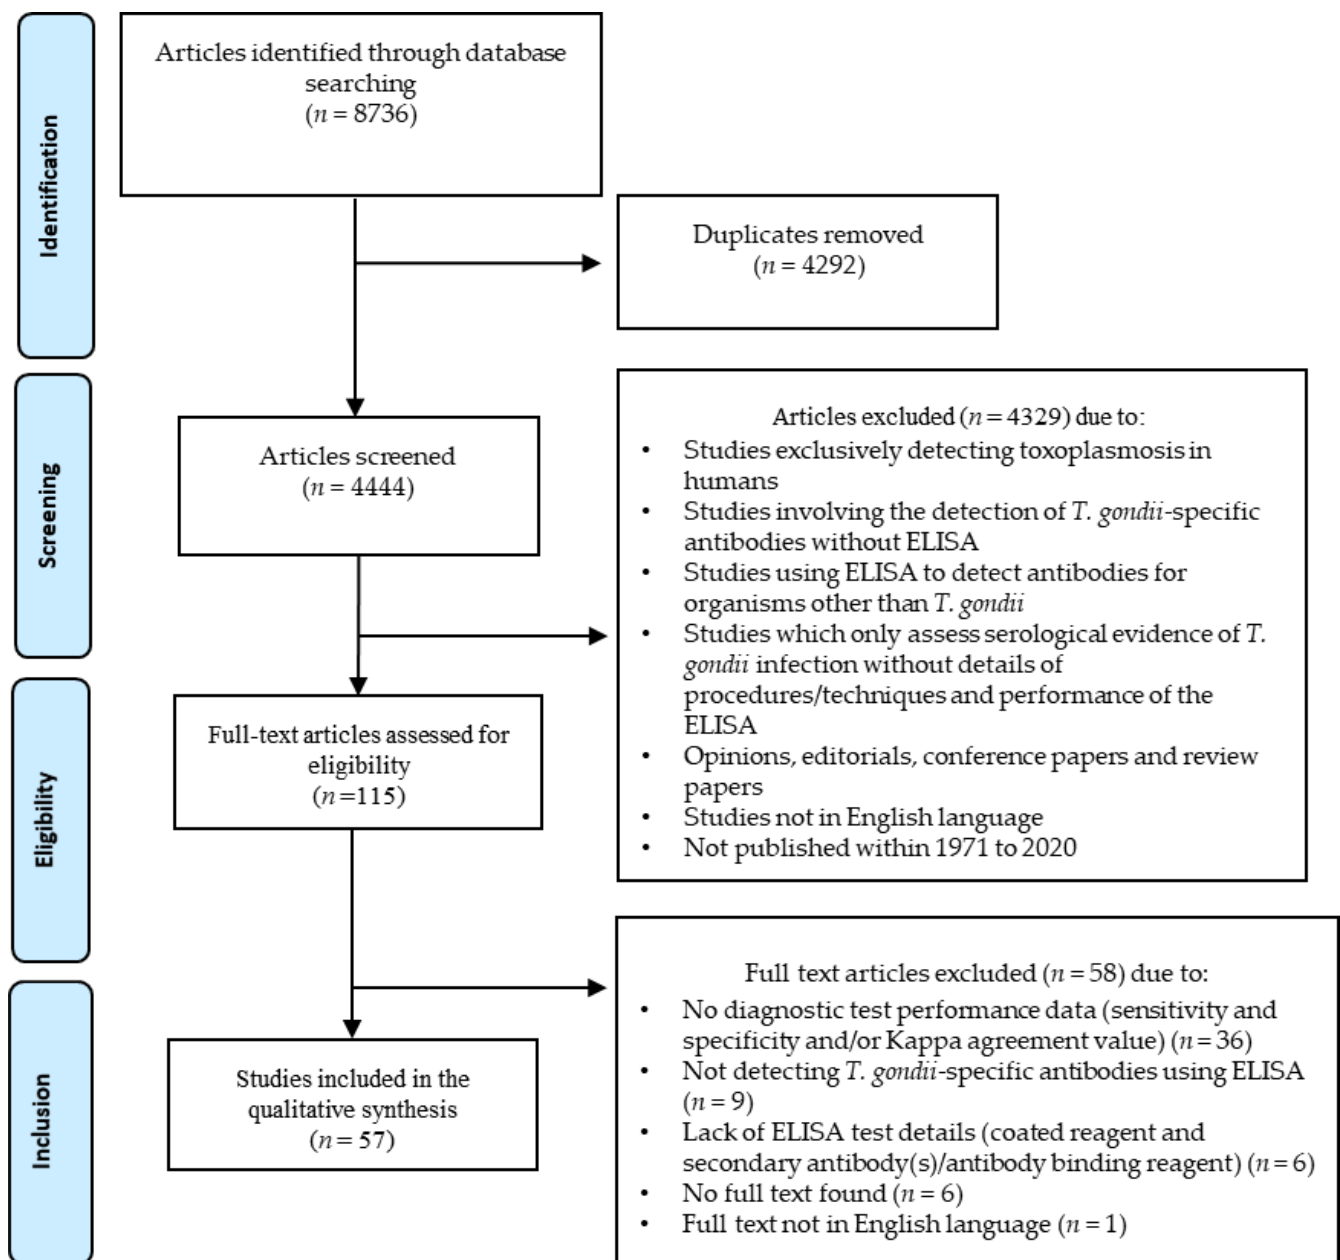 Identification
Articles identified through database
searching
(n = 8736)
Duplicates removed
(n = 4292)
Screening
Articles screened
(n = 4444)
Articles excluded (n = 4329) due to:
• Studies exclusively detecting toxoplasmosis in
humans
• Studies involving the detection of T. gondii-specific
antibodies without ELISA
• Studies using ELISA to detect antibodies for
organisms other than T. gondii
• Studies which only assess serological evidence of T.
gondii infection without details of
procedures/techniques and performance of the
ELISA
• Opinions, editorials, conference papers and review
papers
• Studies not in English language
• Not published within 1971 to 2020
Eligibility
Full-text articles assessed for
eligibility
(n =115)
Full text articles excluded (n = 58) due to:
• No diagnostic test performance data (sensitivity and
specificity and/or Kappa agreement value) (n = 36)
• Not detecting T. gondii-specific antibodies using ELISA
(n = 9)
• Lack of ELISA test details (coated reagent and
secondary antibody(s)/antibody binding reagent) (n = 6)
• No full text found (n = 6)
• Full text not in English language (n = 1)
Inclusion
Studies included in the
qualitative synthesis
(n = 57)